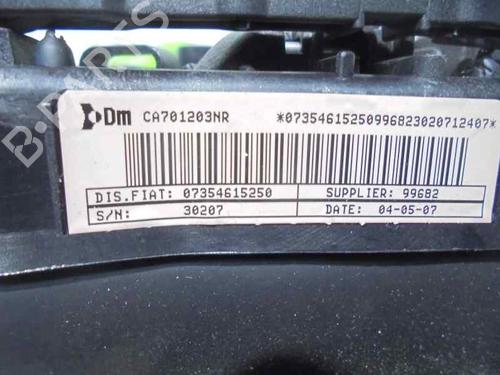 Dm CA701203NR *07354615250996823020712407*
DIS.FIAT: 07354615250 SUPPLIER: 99682
S/N: 30207 DATE: 04-05-07
B-PARTS